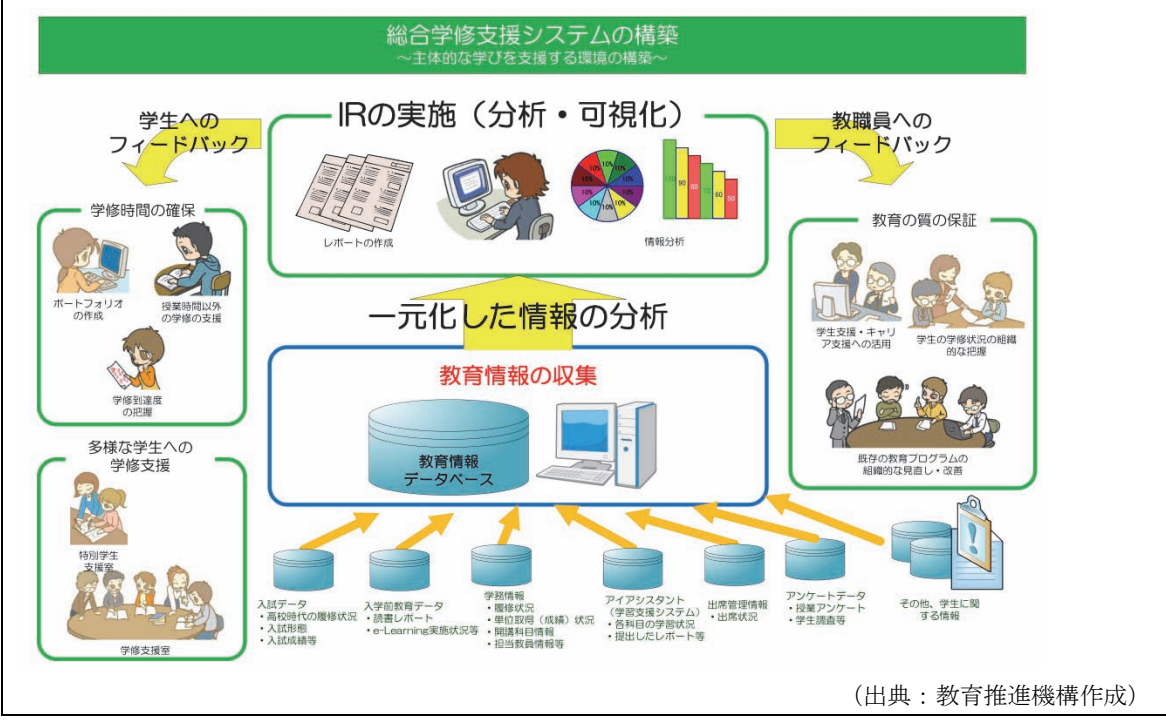 総合学修支援システムの構築
～主体的な学びを支援する環境の構築～
学生への
フィードバック
IRの実施（分析・可視化）
教職員への
フィードバック
レポートの作成
10%
10%
10%
10%
10%
10%
10%
10%
10%
10%
100
90
80
70
60
50
情報分析
学修時間の確保
ポートフォリオ
の作成
授業時間以外
の学修の支援
学修到達度
の把握
多様な学生への
学修支援
特別学生
支援室
学修支援室
一元化した情報の分析
教育情報の収集
教育情報
データベース
教育の質の保証
学生支援・キャリ
ア支援への活用
学生の学修状況の組織
的な把握
既存の教育プログラムの
組織的な見直し・改善
入試データ
・高校時代の履修状況
・入試形態
・入試成績等
入学前教育データ
・読書レポート
・e-Learning実施状況等
学務情報
・履修状況
・単位取得（成績）状況
・開講科目情報
・担当教員情報等
アイアシスタント
（学習支援システム）
・各科目の学習状況
・提出したレポート等
出席管理情報
・出席状況
アンケートデータ
・授業アンケート
・学生調査等
その他、学生に関
する情報
（出典：教育推進機構作成）